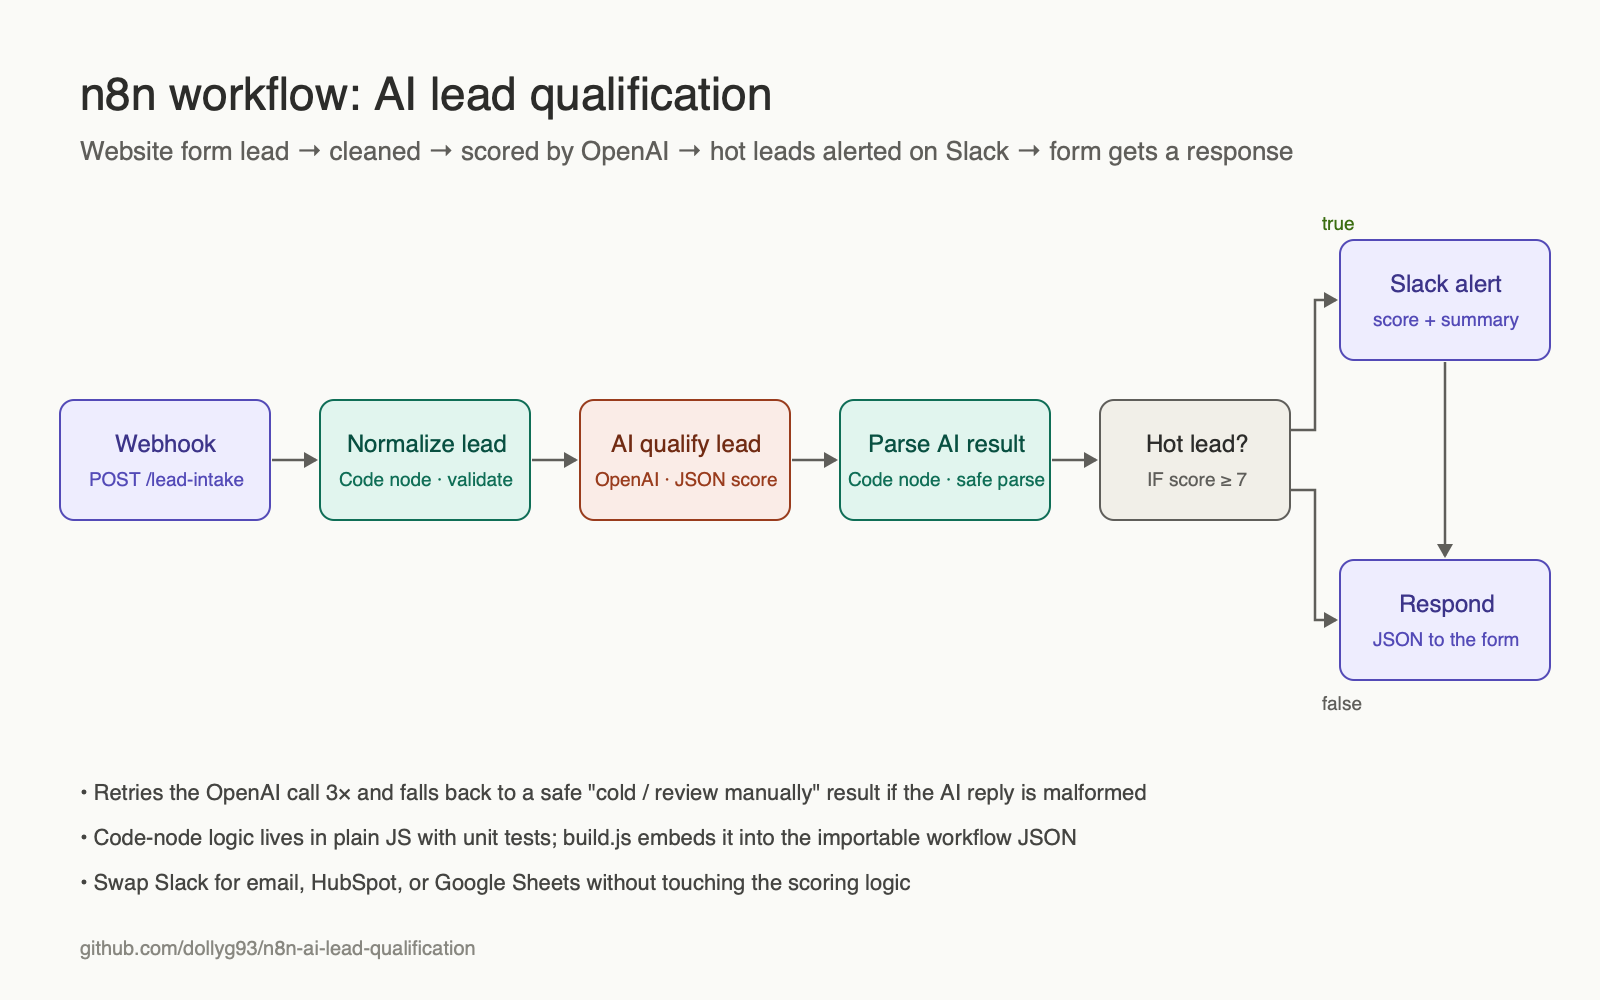 n8n workflow: AI lead qualification
Website form lead → cleaned → scored by OpenAI → hot leads alerted on Slack → form gets a response
true
Slack alert
score + summary
Webhook
POST /lead-intake
Normalize lead
Code node · validate
AI qualify lead
OpenAI · JSON score
Parse AI result
Code node · safe parse
Hot lead?
IF score ≥ 7
Respond
JSON to the form
false
• Retries the OpenAI call 3× and falls back to a safe "cold / review manually" result if the AI reply is malformed
• Code-node logic lives in plain JS with unit tests; build.js embeds it into the importable workflow JSON
• Swap Slack for email, HubSpot, or Google Sheets without touching the scoring logic
github.com/dollyg93/n8n-ai-lead-qualification